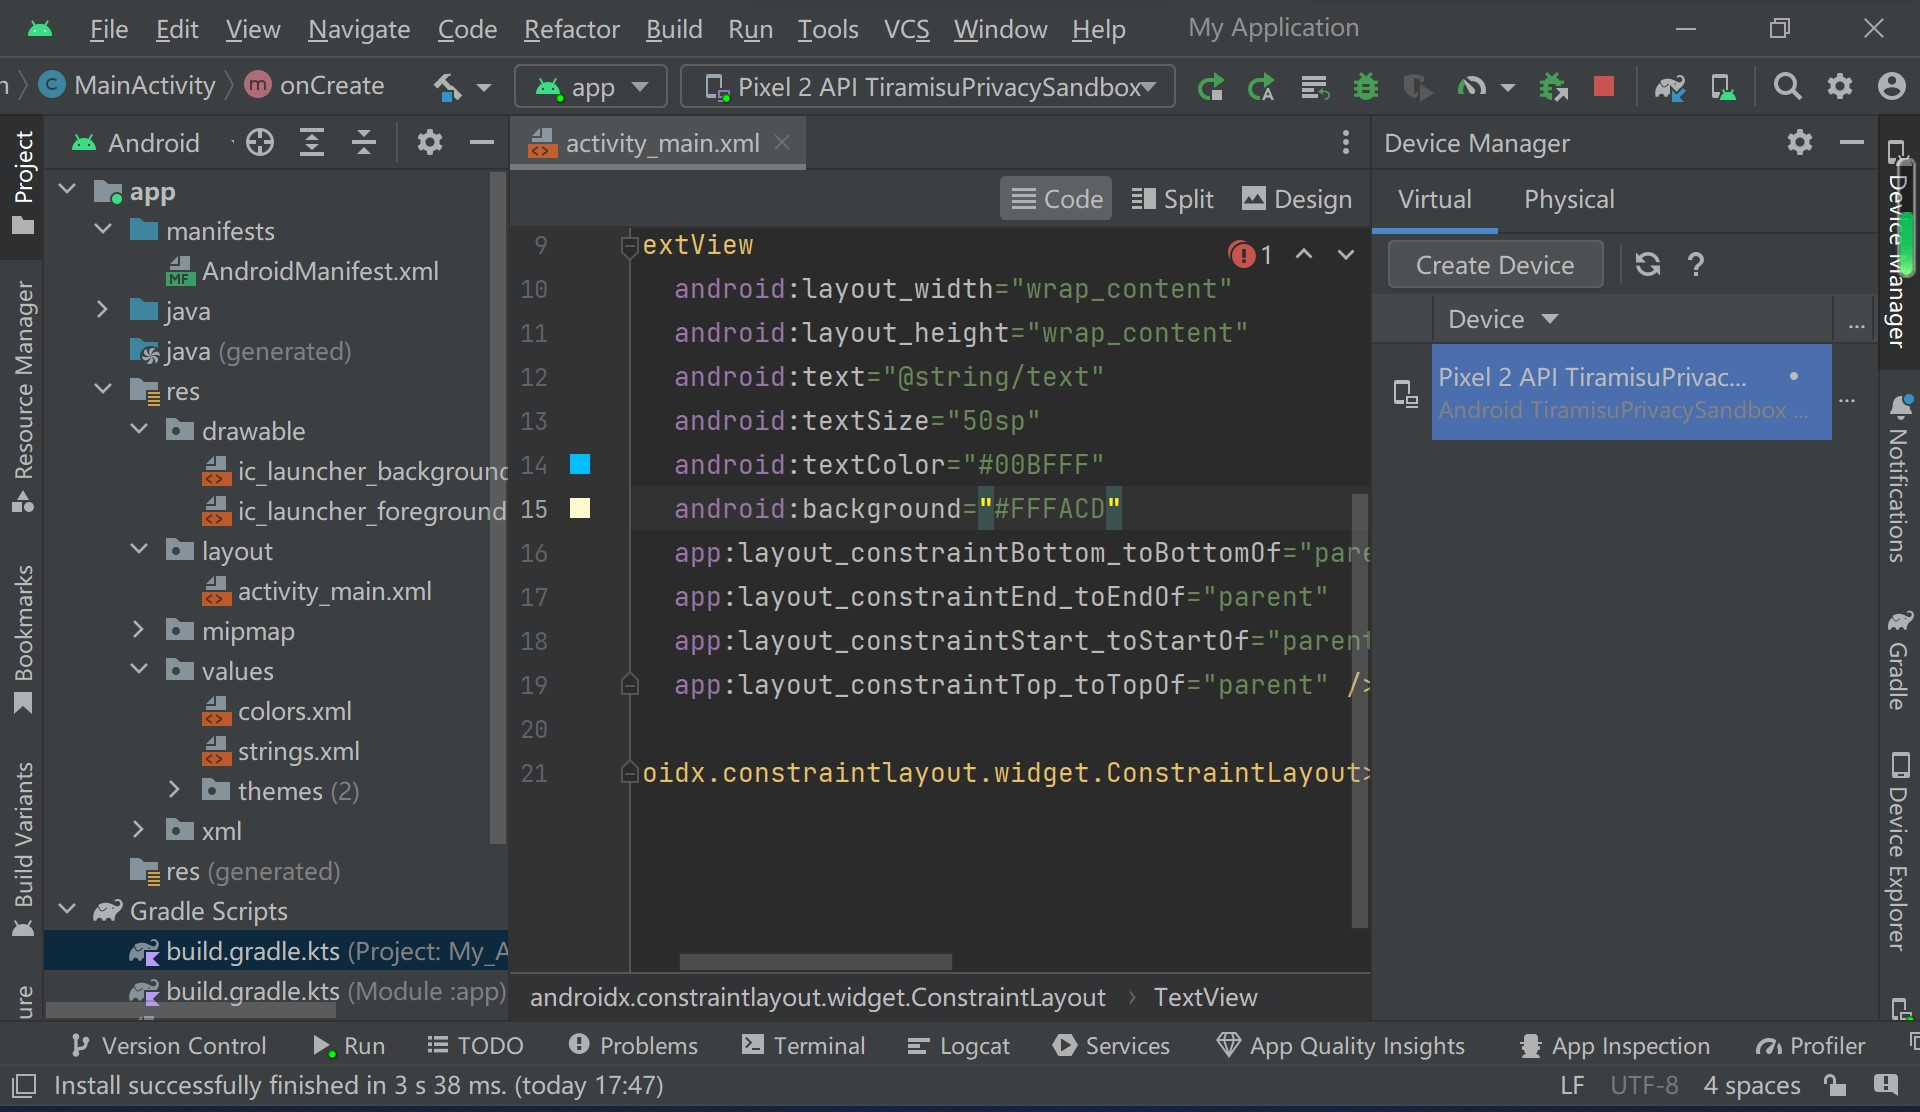 File Edit View Navigate Code Refactor Build Run Tools VCS Window Help My Application
n MainActivity onCreate app Pixel 2 API TiramisuPrivacySandbox
Project
Resource Manager
Bookmarks
Build Variants
ure
Android
app
manifests
AndroidManifest.xml
java
java (generated)
res
drawable
ic_launcher_background
ic_launcher_foreground
layout
activity_main.xml
mipmap
values
colors.xml
strings.xml
themes (2)
xml
res (generated)
Gradle Scripts
build.gradle.kts (Project: My_A
build.gradle.kts (Module :app)
activity_main.xml
Code Split Design
1
9 extView
10 android:layout_width="wrap_content"
11 android:layout_height="wrap_content"
12 android:text="@string/text"
13 android:textSize="50sp"
14 android:textColor="#00BFFF"
15 android:background="#FFFACD"
16 app:layout_constraintBottom_toBottomOf="pare
17 app:layout_constraintEnd_toEndOf="parent"
18 app:layout_constraintStart_toStartOf="parent
19 app:layout_constraintTop_toTopOf="parent" />
20
21 oidx.constraintlayout.widget.ConstraintLayout>
androidx.constraintlayout.widget.ConstraintLayout › TextView
Device Manager
Virtual Physical
Create Device ?
Device ...
Pixel 2 API TiramisuPrivac...
Android TiramisuPrivacySandbox ...
...
Device Manager
Notifications
Gradle
Device Explorer
Version Control Run TODO Problems Terminal Logcat Services App Quality Insights App Inspection Profiler
Install successfully finished in 3 s 38 ms. (today 17:47) LF UTF-8 4 spaces